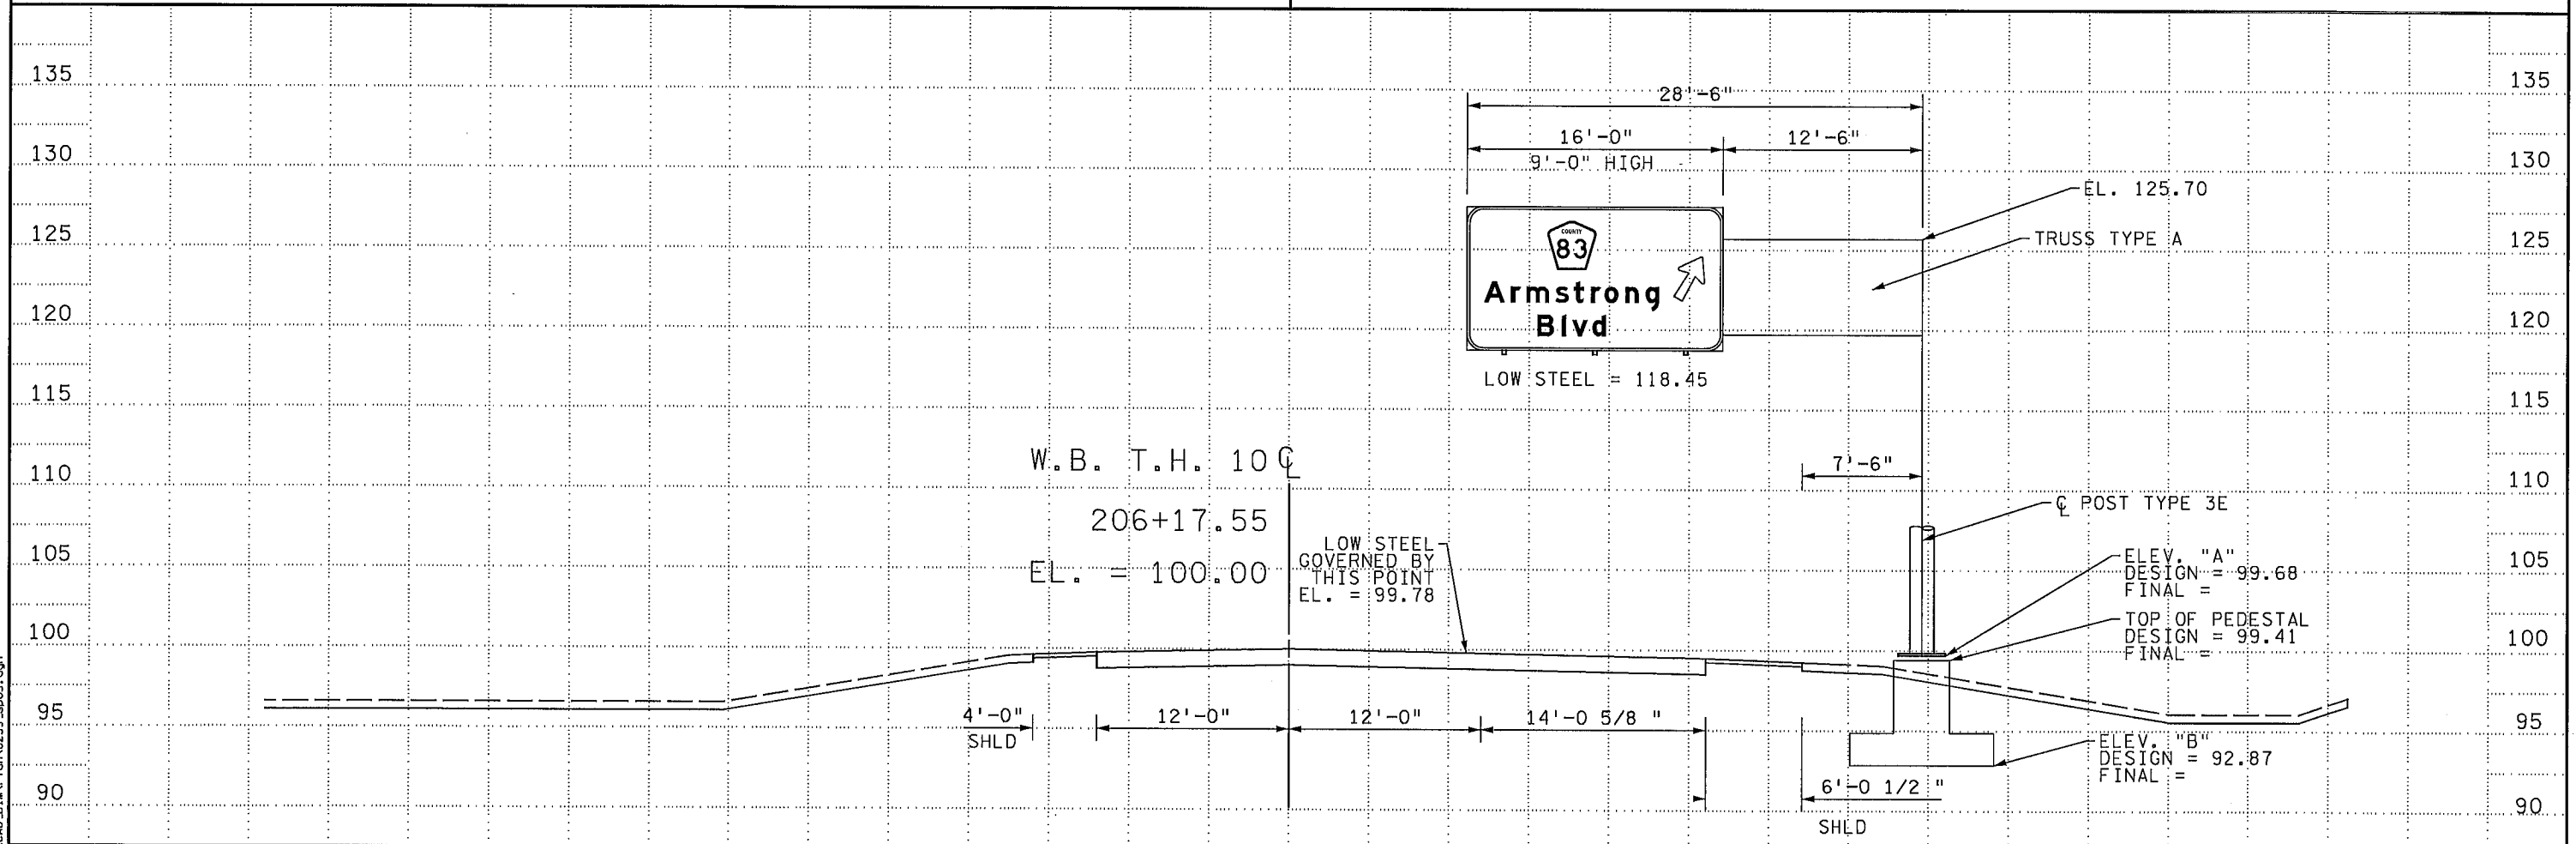 135
130
125
120
115
110
105
100
95
90
28'-6"
16'-0"
12'-6"
9'-0" HIGH
EL. 125.70
TRUSS TYPE A
COUNTY
83
Armstrong
Blvd
LOW STEEL = 118.45
W.B. T.H. 10 ℄
206+17.55
EL. = 100.00
LOW STEEL
GOVERNED BY
THIS POINT
EL. = 99.78
7'-6"
℄ POST TYPE 3E
ELEV. "A"
DESIGN = 99.68
FINAL =
TOP OF PEDESTAL
DESIGN = 99.41
FINAL =
4'-0"
SHLD
12'-0"
12'-0"
14'-0 5/8 "
ELEV. "B"
DESIGN = 92.87
FINAL =
6'-0 1/2 "
SHLD
135
130
125
120
115
110
105
100
95
90